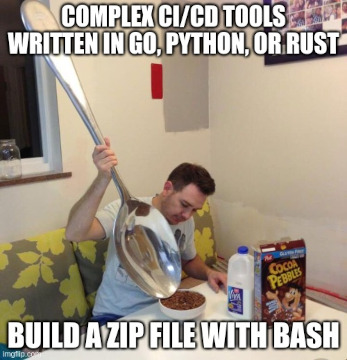 COMPLEX CI/CD TOOLS
WRITTEN IN GO, PYTHON, OR RUST
Post
COCOA
PEBBLES
BUILD A ZIP FILE WITH BASH
imgflip.com